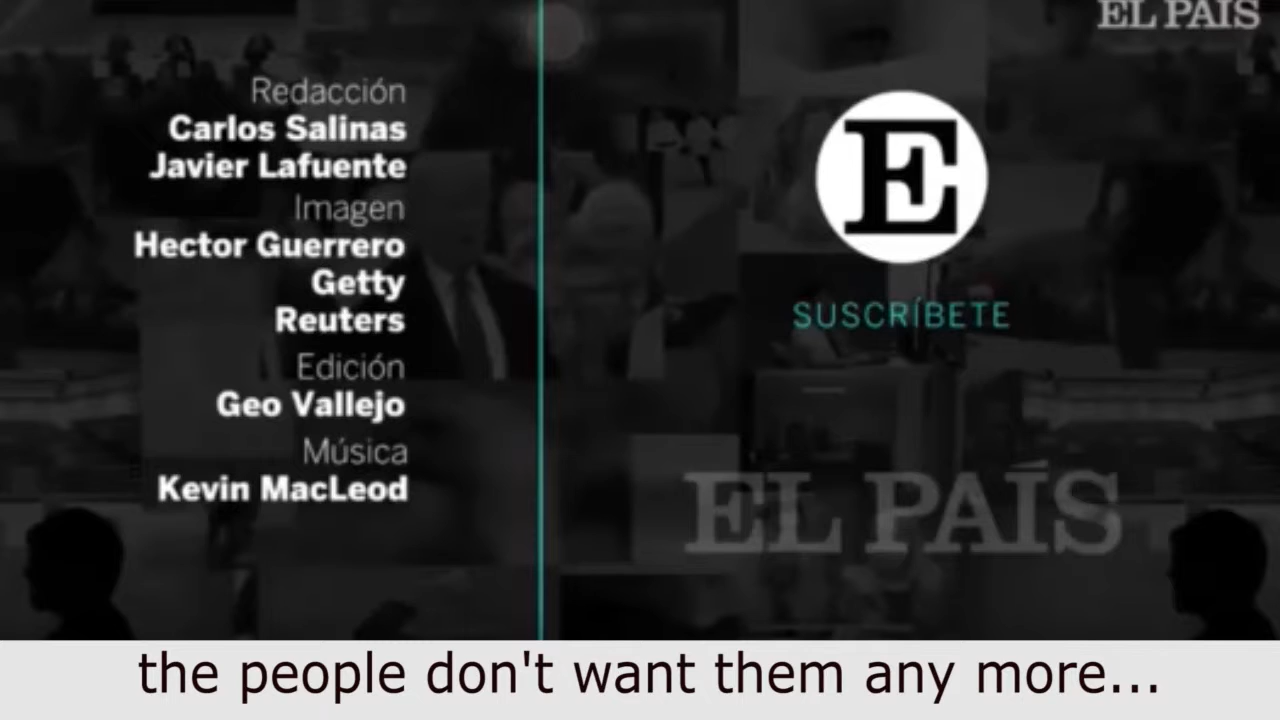 EL PAÍS
Redacción
Carlos Salinas
Javier Lafuente
Imagen
Hector Guerrero
Getty
Reuters
Edición
Geo Vallejo
Música
Kevin MacLeod
E
SUSCRÍBETE
EL PAÍS
the people don't want them any more...